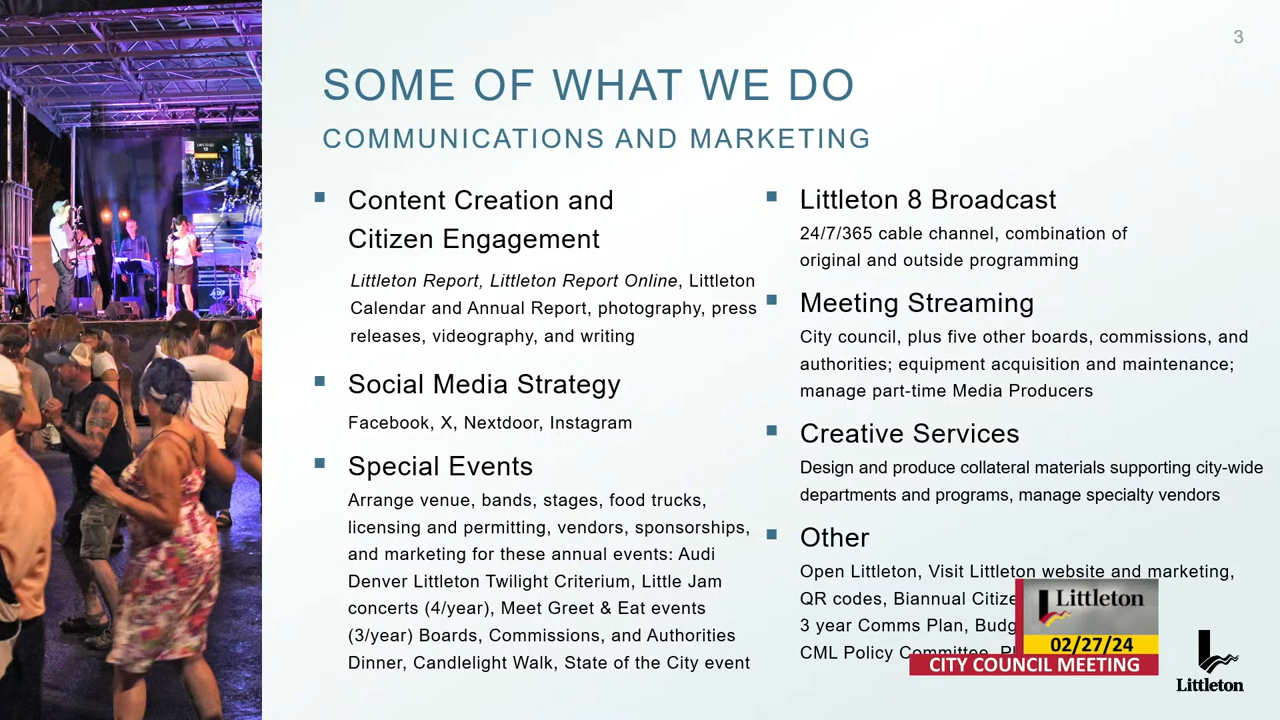 3
SOME OF WHAT WE DO
COMMUNICATIONS AND MARKETING
Content Creation and
Citizen Engagement
Littleton Report, Littleton Report Online, Littleton
Calendar and Annual Report, photography, press
releases, videography, and writing
Social Media Strategy
Facebook, X, Nextdoor, Instagram
Special Events
Arrange venue, bands, stages, food trucks,
licensing and permitting, vendors, sponsorships,
and marketing for these annual events: Audi
Denver Littleton Twilight Criterium, Little Jam
concerts (4/year), Meet Greet & Eat events
(3/year) Boards, Commissions, and Authorities
Dinner, Candlelight Walk, State of the City event
Littleton 8 Broadcast
24/7/365 cable channel, combination of
original and outside programming
Meeting Streaming
City council, plus five other boards, commissions, and
authorities; equipment acquisition and maintenance;
manage part-time Media Producers
Creative Services
Design and produce collateral materials supporting city-wide
departments and programs, manage specialty vendors
Other
Open Littleton, Visit Littleton website and marketing,
QR codes, Biannual
3 year Comms Plan,
CML Policy Committee,
Littleton
02/27/24
CITY COUNCIL MEETING
Littleton